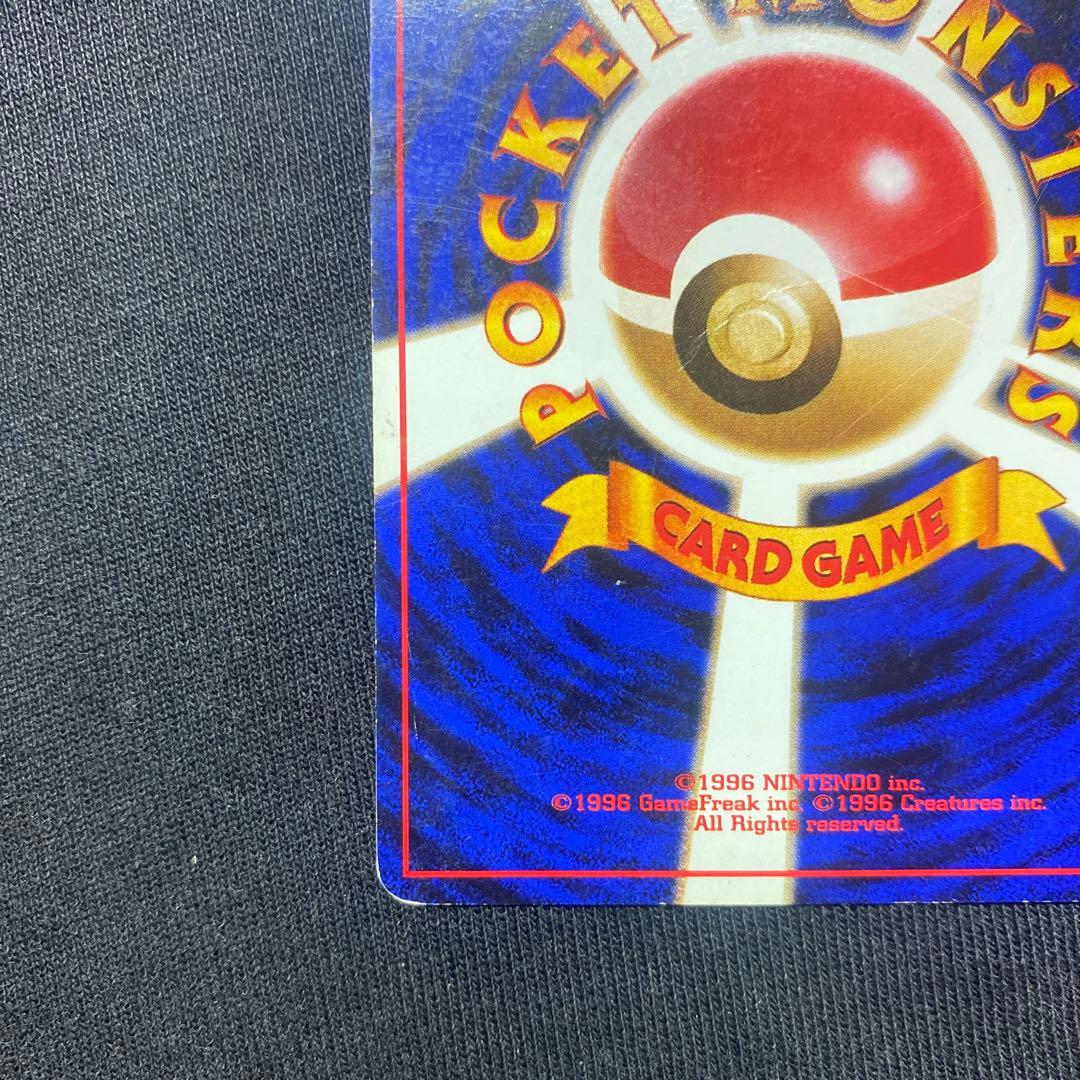 POCKET MONSTERS
CARD GAME
©1996 NINTENDO inc.
©1996 GameFreak inc. ©1996 Creatures inc.
All Rights reserved.